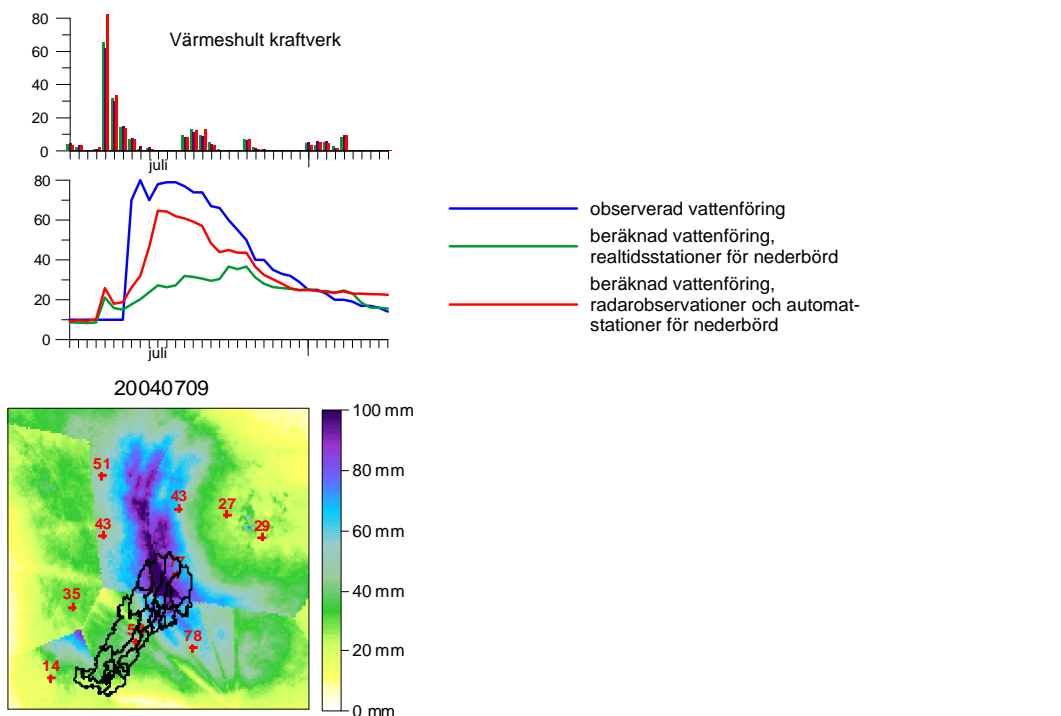 80
Värmeshult kraftverk
60
40
20
0
juli
80
60
40
20
0
juli
observerad vattenföring
beräknad vattenföring,
realtidsstationer för nederbörd
beräknad vattenföring,
radarobservationer och automat-
stationer för nederbörd
20040709
100 mm
80 mm
60 mm
40 mm
20 mm
0 mm
51
43
27
29
43
35
78
14